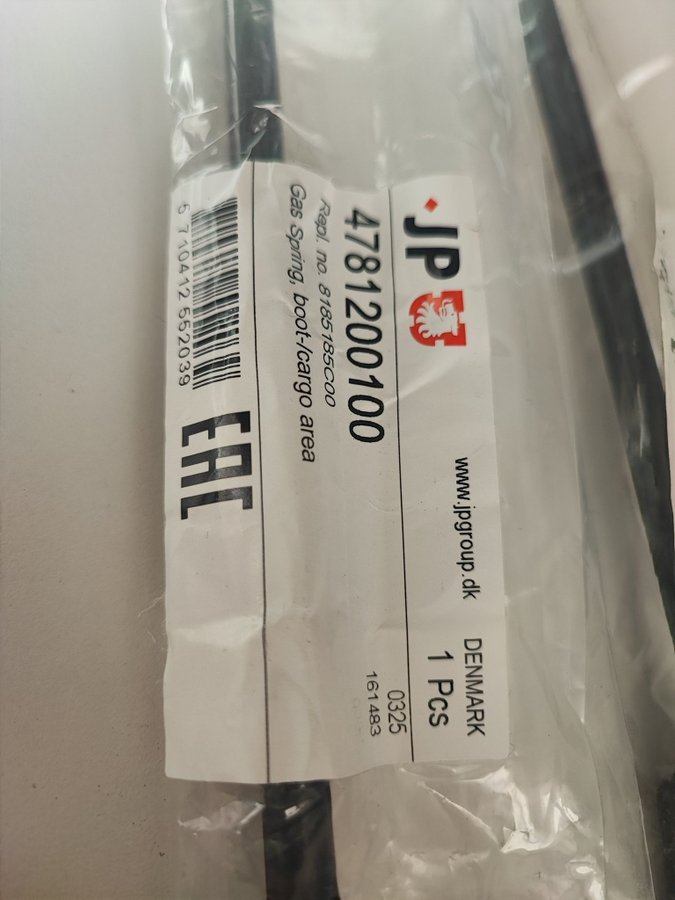 JP
www.jpgroup.dk
DENMARK
1 Pcs
4781200100
0325
161483
Repl. no. 8185185C00
Gas Spring, boot-/cargo area
5 710412 552039
EAC